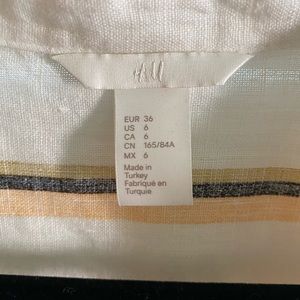 H&M
EUR 36
US 6
CA 6
CN 165/84A
MX 6
Made in
Turkey
Fabriqué en
Turquie